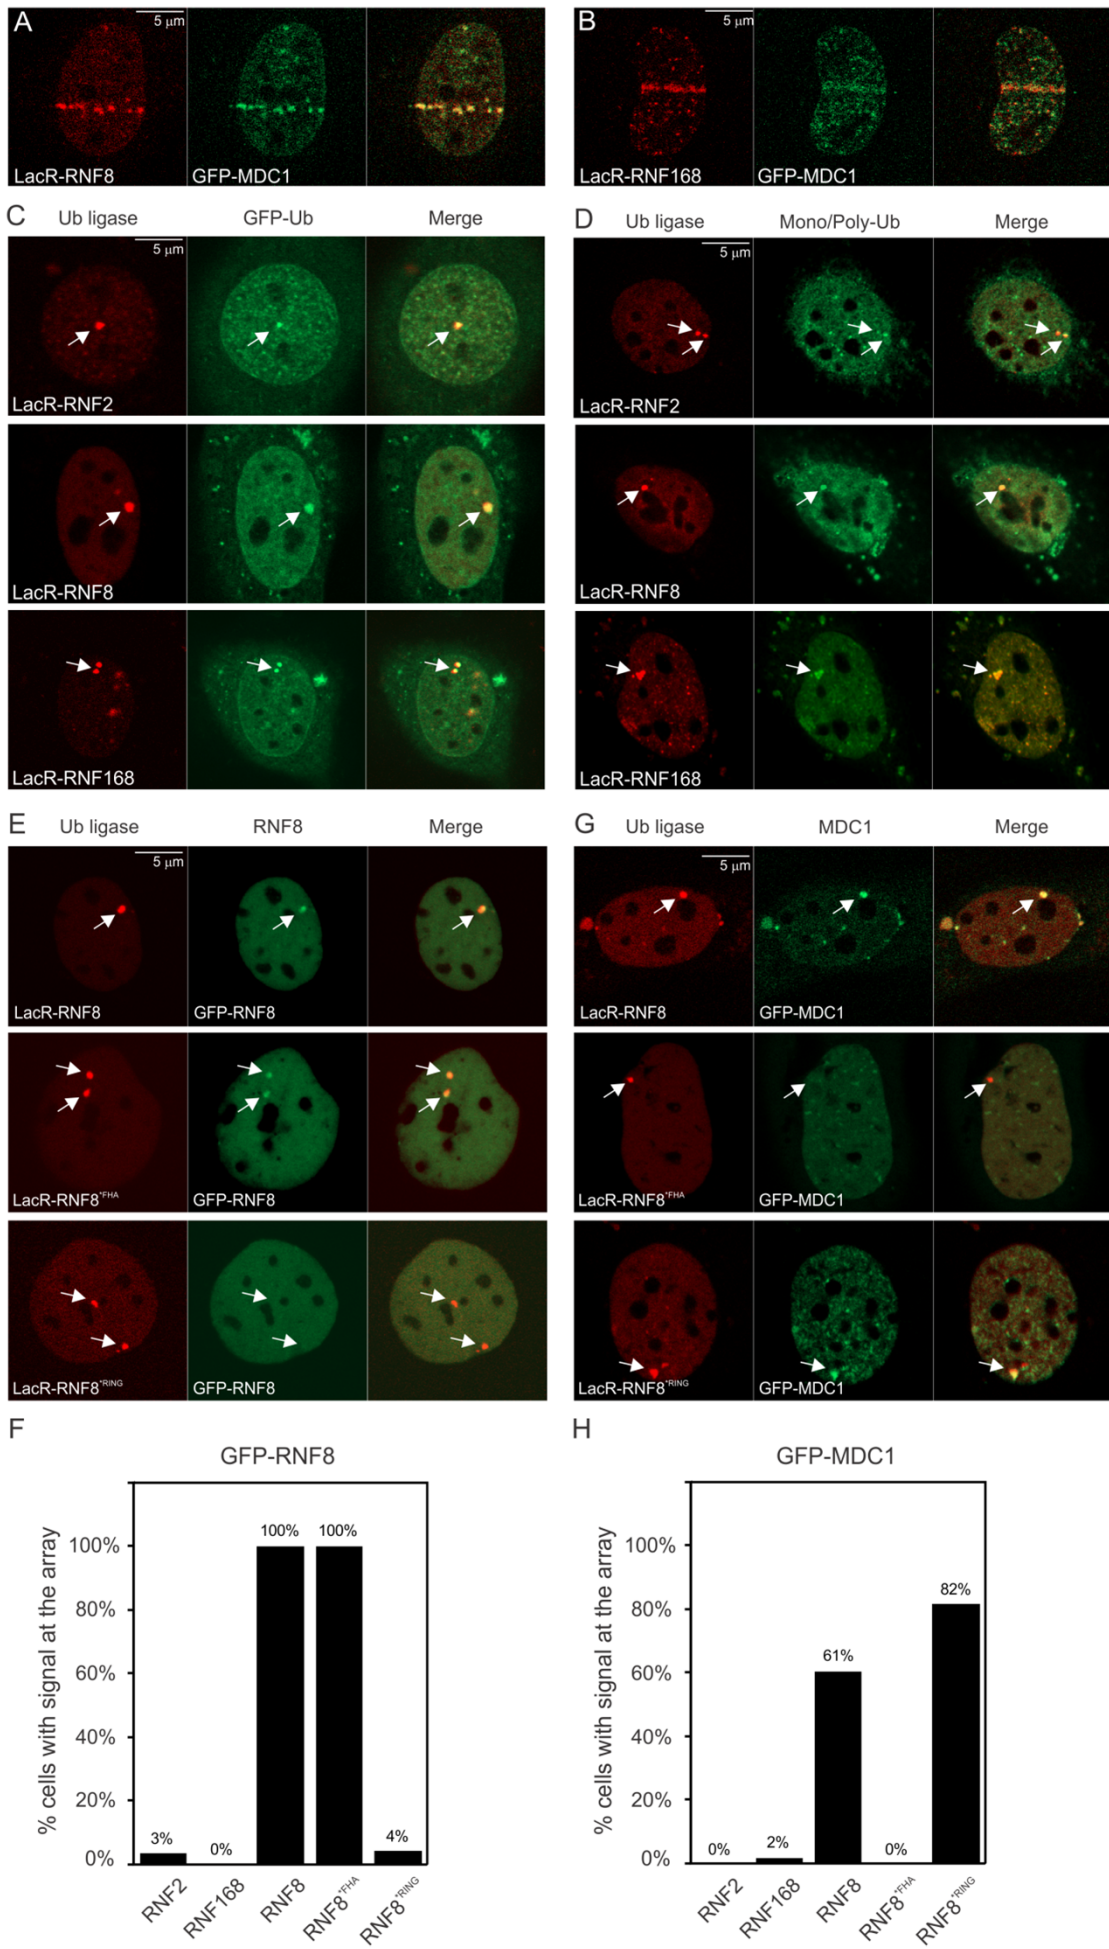 A
5 μm
LacR-RNF8
GFP-MDC1
B
5 μm
LacR-RNF168
GFP-MDC1
C
Ub ligase
GFP-Ub
Merge
5 μm
LacR-RNF2
LacR-RNF8
LacR-RNF168
D
Ub ligase
Mono/Poly-Ub
Merge
5 μm
LacR-RNF2
LacR-RNF8
LacR-RNF168
E
Ub ligase
RNF8
Merge
5 μm
LacR-RNF8
GFP-RNF8
LacR-RNF8*FHA
GFP-RNF8
LacR-RNF8*RING
GFP-RNF8
G
Ub ligase
MDC1
Merge
5 μm
LacR-RNF8
GFP-MDC1
LacR-RNF8*FHA
GFP-MDC1
LacR-RNF8*RING
GFP-MDC1
F
GFP-RNF8
% cells with signal at the array
100%
80%
60%
40%
20%
0%
3%
0%
100%
100%
4%
RNF2
RNF168
RNF8
RNF8*FHA
RNF8*RING
H
GFP-MDC1
% cells with signal at the array
100%
80%
60%
40%
20%
0%
0%
2%
61%
0%
82%
RNF2
RNF168
RNF8
RNF8*FHA
RNF8*RING